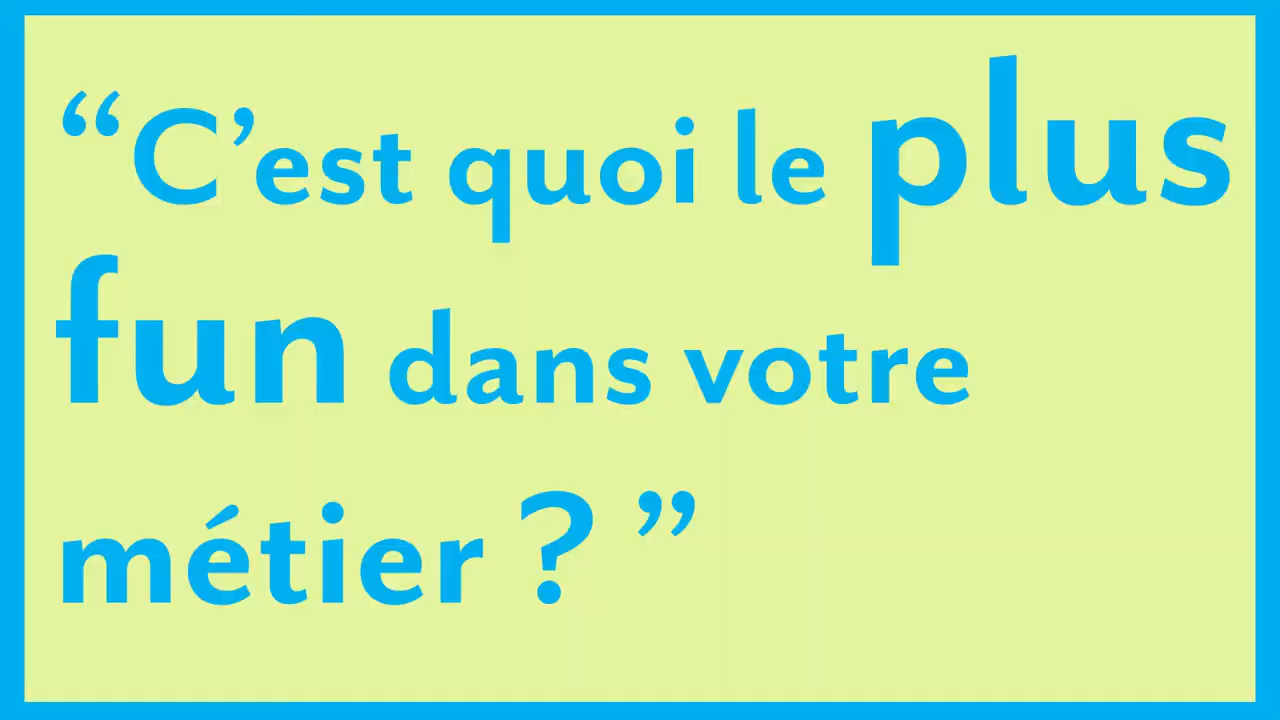 “C’est quoi le plus
fun dans votre
métier ? ”